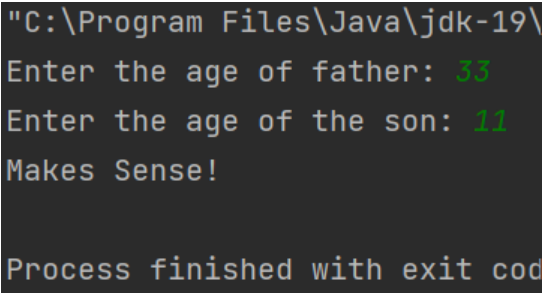 "C:\Program Files\Java\jdk-19\
Enter the age of father: 33
Enter the age of the son: 11
Makes Sense!
Process finished with exit cod